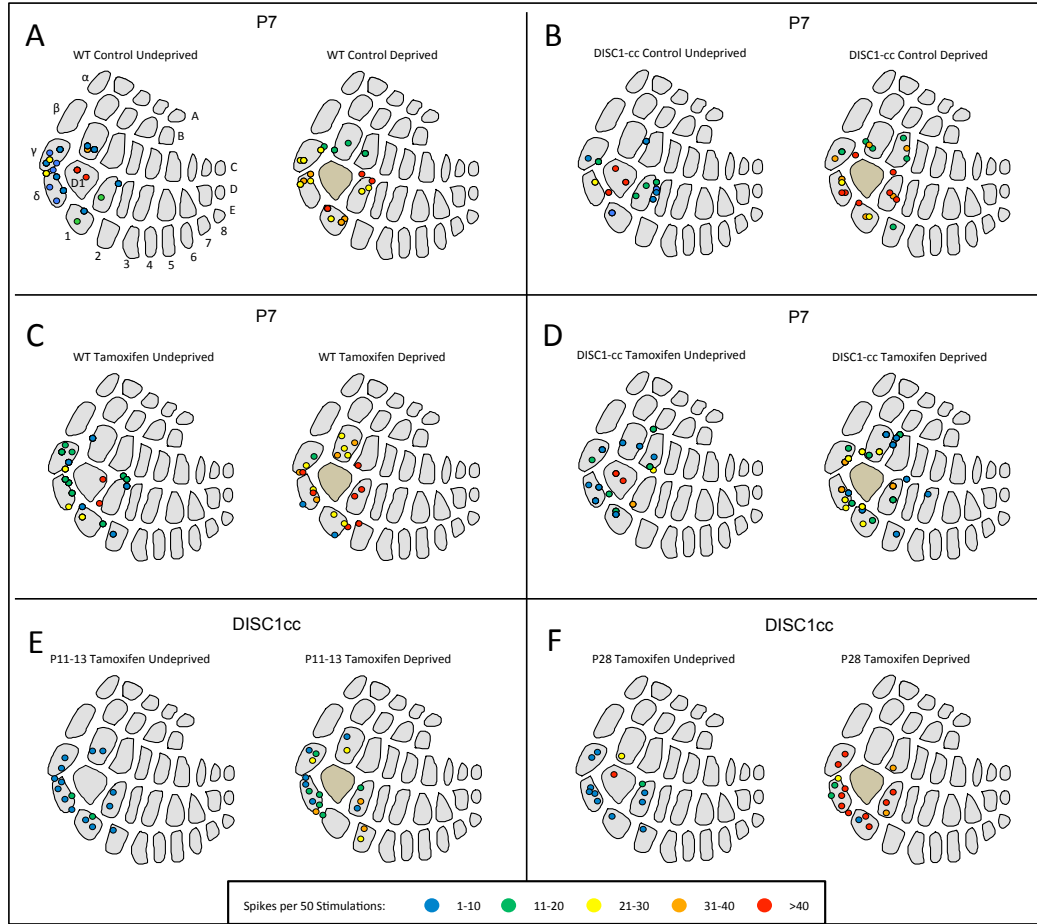 P7
A
WT Control Undeprived
WT Control Deprived
α
β
γ
δ
A
B
C
D
E
D1
1
2
3
4
5
6
7
8
P7
B
DISC1-cc Control Undeprived
DISC1-cc Control Deprived
P7
C
WT Tamoxifen Undeprived
WT Tamoxifen Deprived
P7
D
DISC1-cc Tamoxifen Undeprived
DISC1-cc Tamoxifen Deprived
DISC1cc
E
P11-13 Tamoxifen Undeprived
P11-13 Tamoxifen Deprived
DISC1cc
F
P28 Tamoxifen Undeprived
P28 Tamoxifen Deprived
Spikes per 50 Stimulations: 1-10 11-20 21-30 31-40 >40